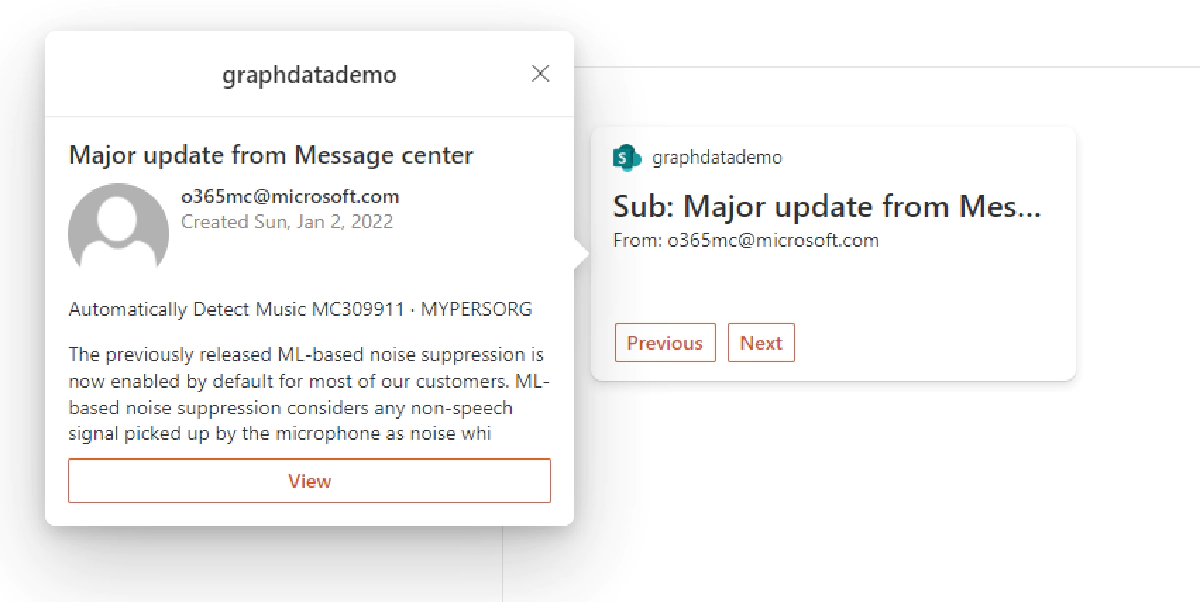 graphdatademo
Major update from Message center
o365mc@microsoft.com
Created Sun, Jan 2, 2022
Automatically Detect Music MC309911 · MYPERSORG
The previously released ML-based noise suppression is
now enabled by default for most of our customers. ML-
based noise suppression considers any non-speech
signal picked up by the microphone as noise whi
View
S
graphdatademo
Sub: Major update from Mes...
From: o365mc@microsoft.com
Previous
Next